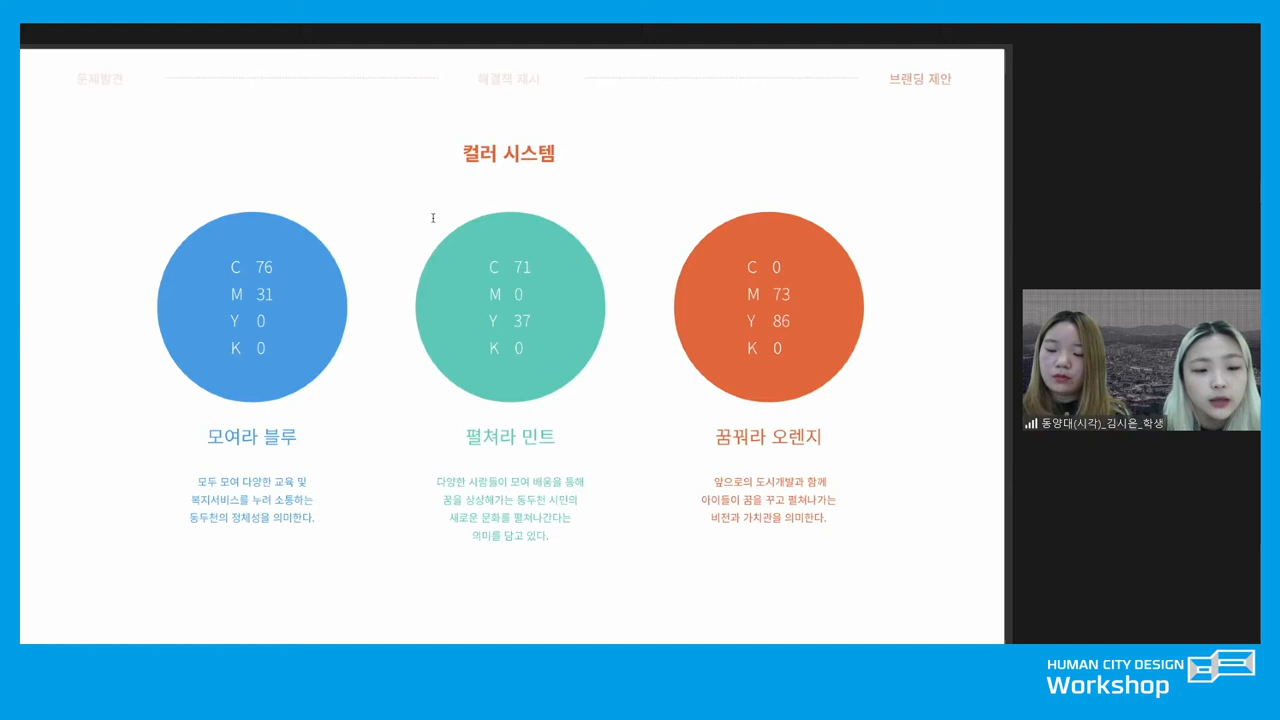 문제발견
해결책 제시
브랜딩 제안
컬러 시스템
C 76
M 31
Y 0
K 0
C 71
M 0
Y 37
K 0
C 0
M 73
Y 86
K 0
모여라 블루
펼쳐라 민트
꿈꿔라 오렌지
모두 모여 다양한 교육 및
복지서비스를 누려 소통하는
동두천의 정체성을 의미한다.
다양한 사람들이 모여 배움을 통해
꿈을 상상해가는 동두천 시민의
새로운 문화를 펼쳐나간다는
의미를 담고 있다.
앞으로의 도시개발과 함께
아이들이 꿈을 꾸고 펼쳐나가는
비전과 가치관을 의미한다.
동양대(시각)_김시은_학생
HUMAN CITY DESIGN
Workshop